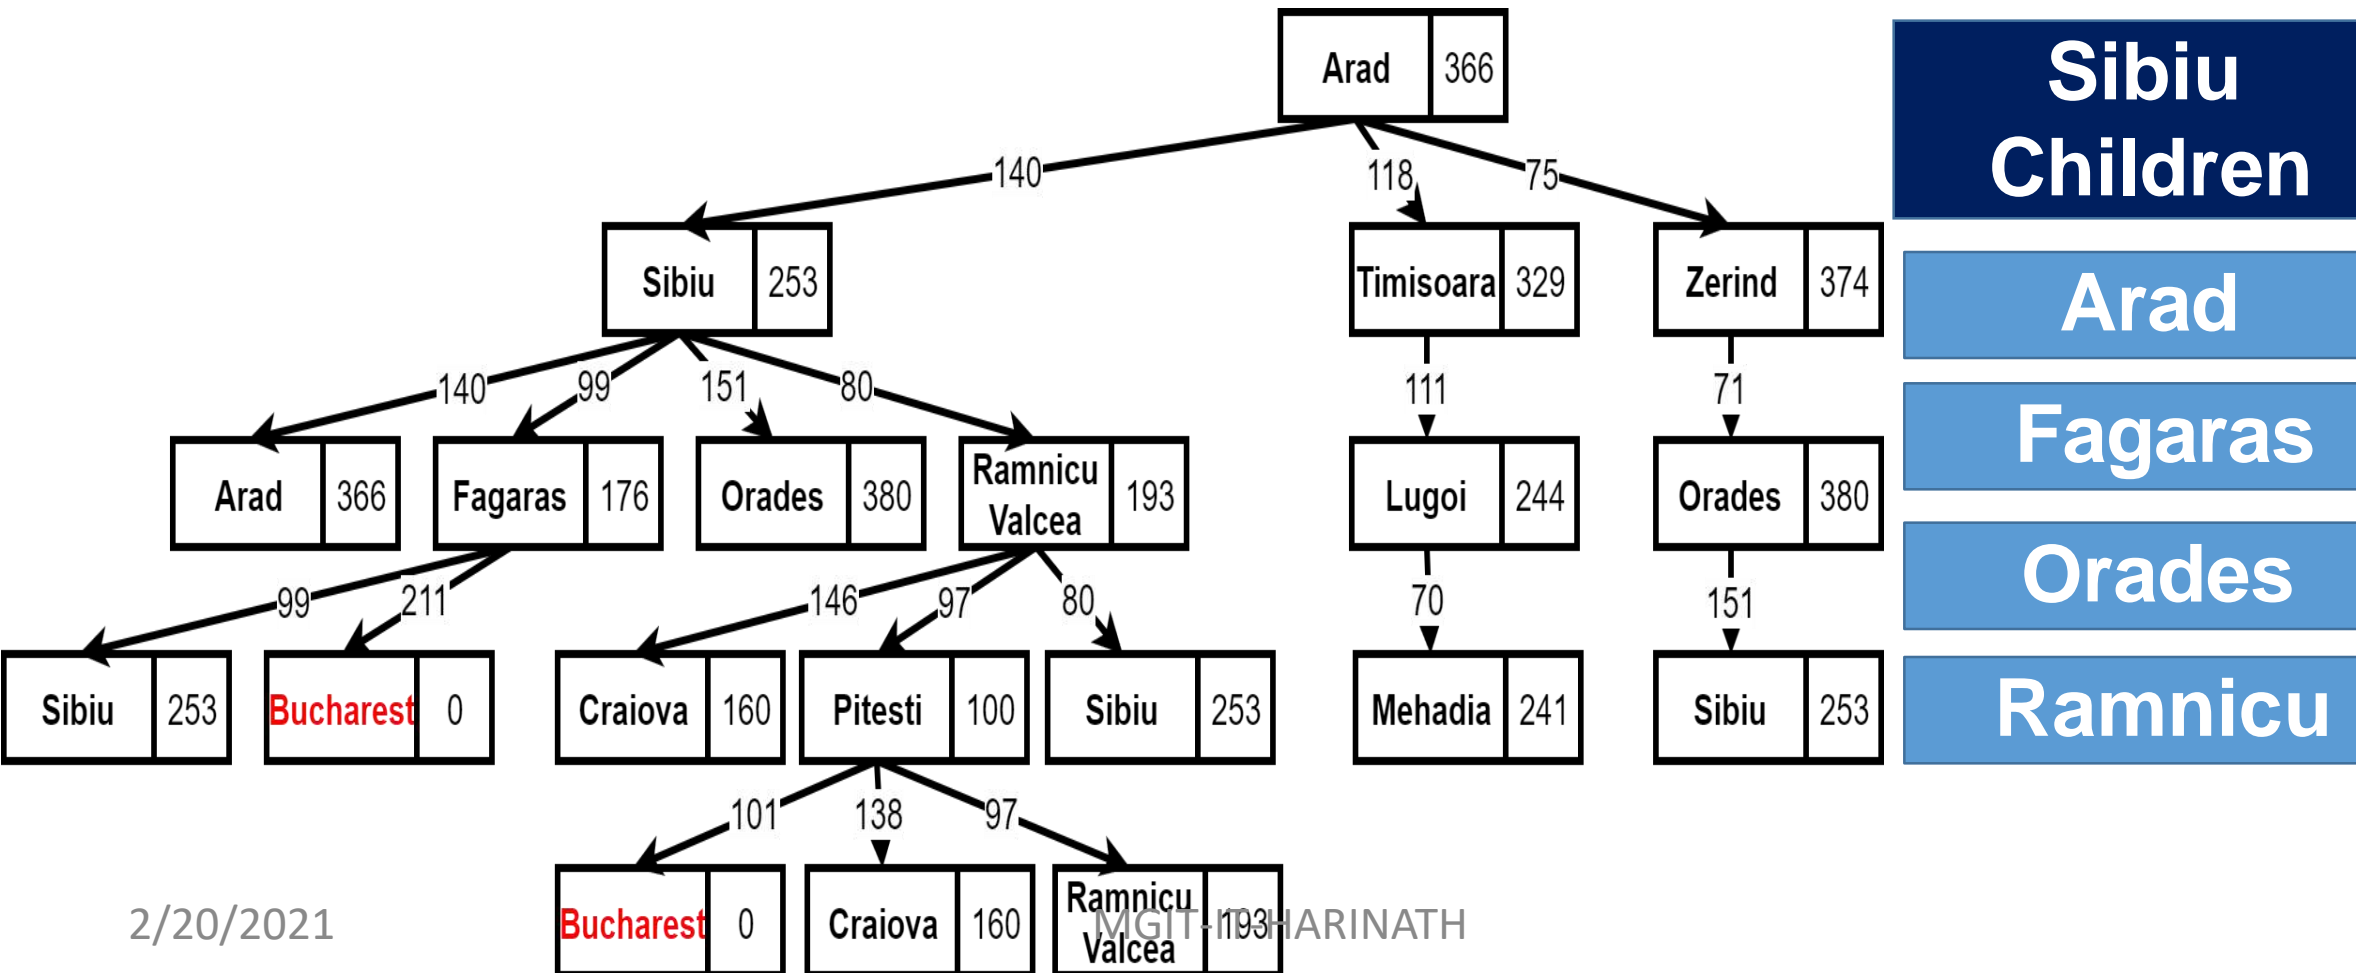 Arad 366
Sibiu
Children
140 118 75
Sibiu 253 Timisoara 329 Zerind 374
Arad
140 99 151 80 111 71
Fagaras
Arad 366 Fagaras 176 Orades 380 Ramnicu Valcea 193 Lugoi 244 Orades 380
Orades
99 211 146 97 80 70 151
Sibiu 253 Bucharest 0 Craiova 160 Pitesti 100 Sibiu 253 Mehadia 241 Sibiu 253
Ramnicu
101 138 97
Bucharest 0 Craiova 160 Ramnicu Valcea 193
2/20/2021 MGIT-IT-HARINATH